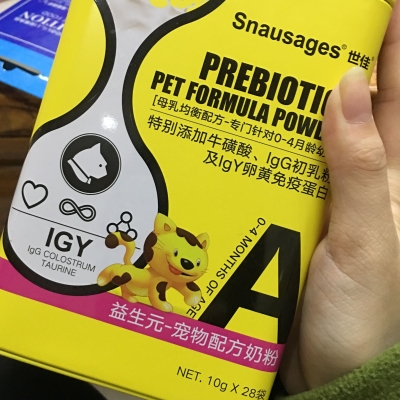 Snausages® 世佳®
PREBIOTIC
PET FORMULA POWD
[母乳均衡配方-专门针对0~4月龄幼
特别添加牛磺酸、IgG初乳粉
及IgY卵黄免疫蛋白
IGY
IgG COLOSTRUM
TAURINE
0-4 MONTHS OF AGE
A
益生元-宠物配方奶粉
NET. 10g X 28袋